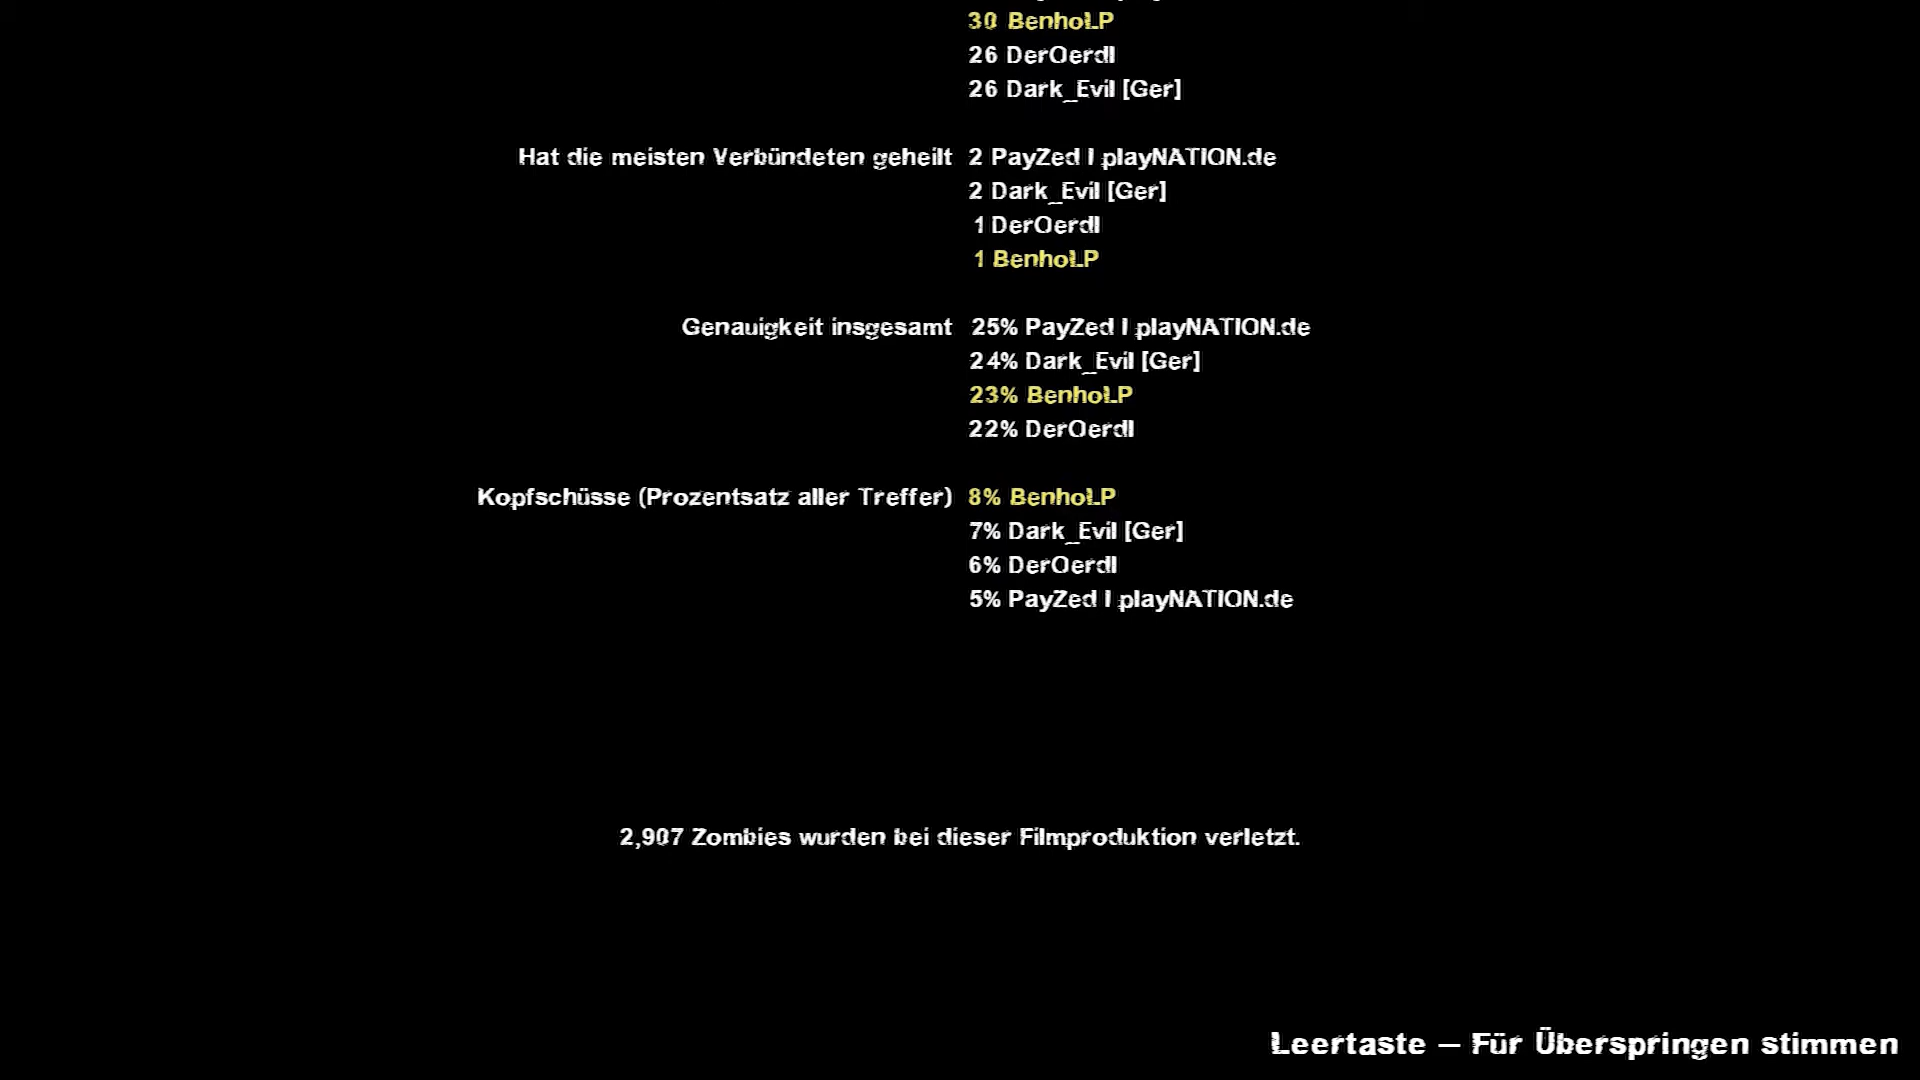 30 BenhoLP
26 DerOerdl
26 Dark_Evil [Ger]
Hat die meisten Verbündeten geheilt 2 PayZed | playNATION.de
2 Dark_Evil [Ger]
1 DerOerdl
1 BenhoLP
Genauigkeit insgesamt 25% PayZed | playNATION.de
24% Dark_Evil [Ger]
23% BenhoLP
22% DerOerdl
Kopfschüsse (Prozentsatz aller Treffer) 8% BenhoLP
7% Dark_Evil [Ger]
6% DerOerdl
5% PayZed | playNATION.de
2,907 Zombies wurden bei dieser Filmproduktion verletzt.
Leertaste – Für Überspringen stimmen